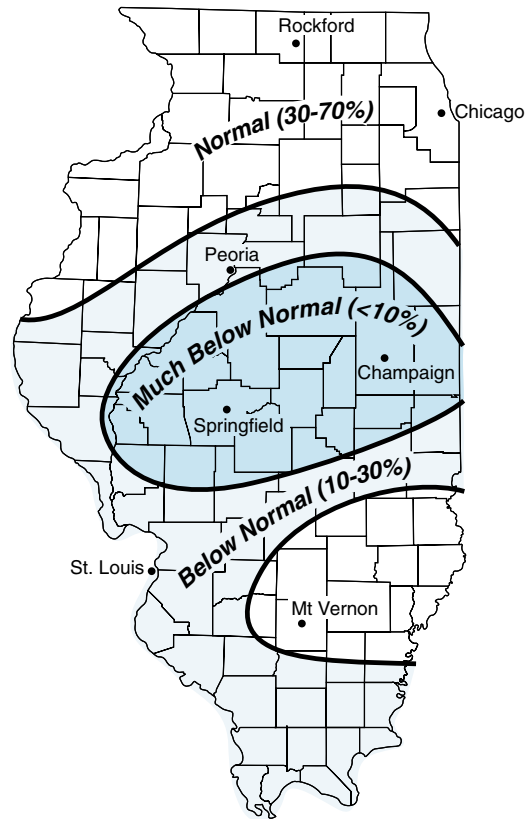 Rockford
Chicago
Normal (30-70%)
Peoria
Much Below Normal (<10%)
Champaign
Springfield
Below Normal (10-30%)
St. Louis
Mt Vernon